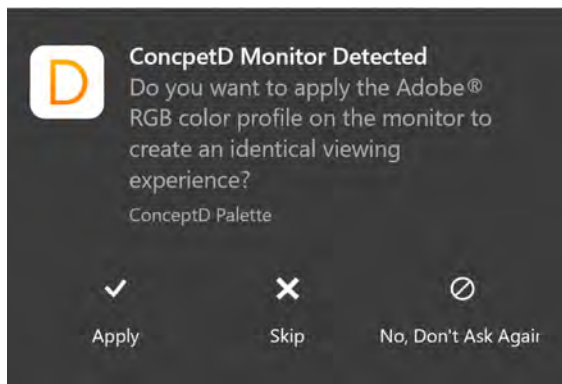 D
ConcpetD Monitor Detected
Do you want to apply the Adobe®
RGB color profile on the monitor to
create an identical viewing
experience?
ConceptD Palette
Apply Skip No, Don't Ask Again